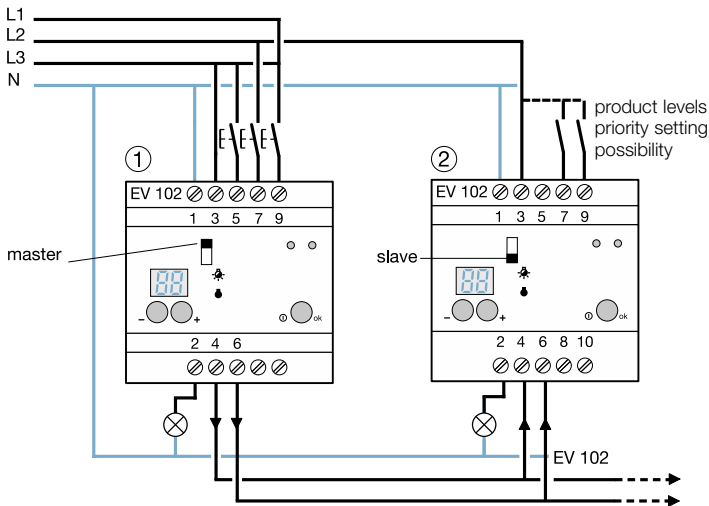 L1
L2
L3
N
product levels
priority setting
possibility
1
2
EV 102
1 3 5 7 9
EV 102
1 3 5 7 9
master
slave
88
- +
ok
88
- +
ok
2 4 6
2 4 6 8 10
EV 102